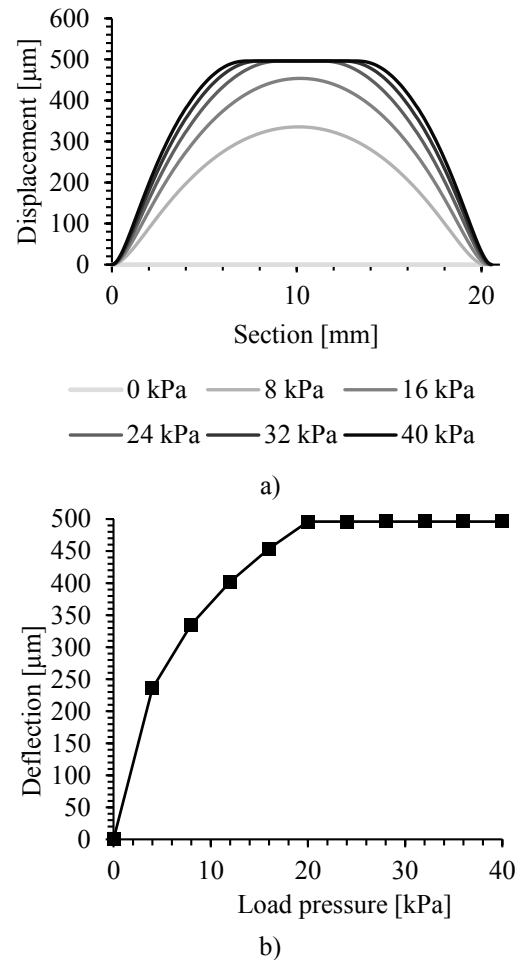 600
500
400
300
200
100
0
Displacement [µm]
0 10 20
Section [mm]
0 kPa 8 kPa 16 kPa
24 kPa 32 kPa 40 kPa
a)
500
450
400
350
300
250
200
150
100
50
0
Deflection [µm]
0 10 20 30 40
Load pressure [kPa]
b)